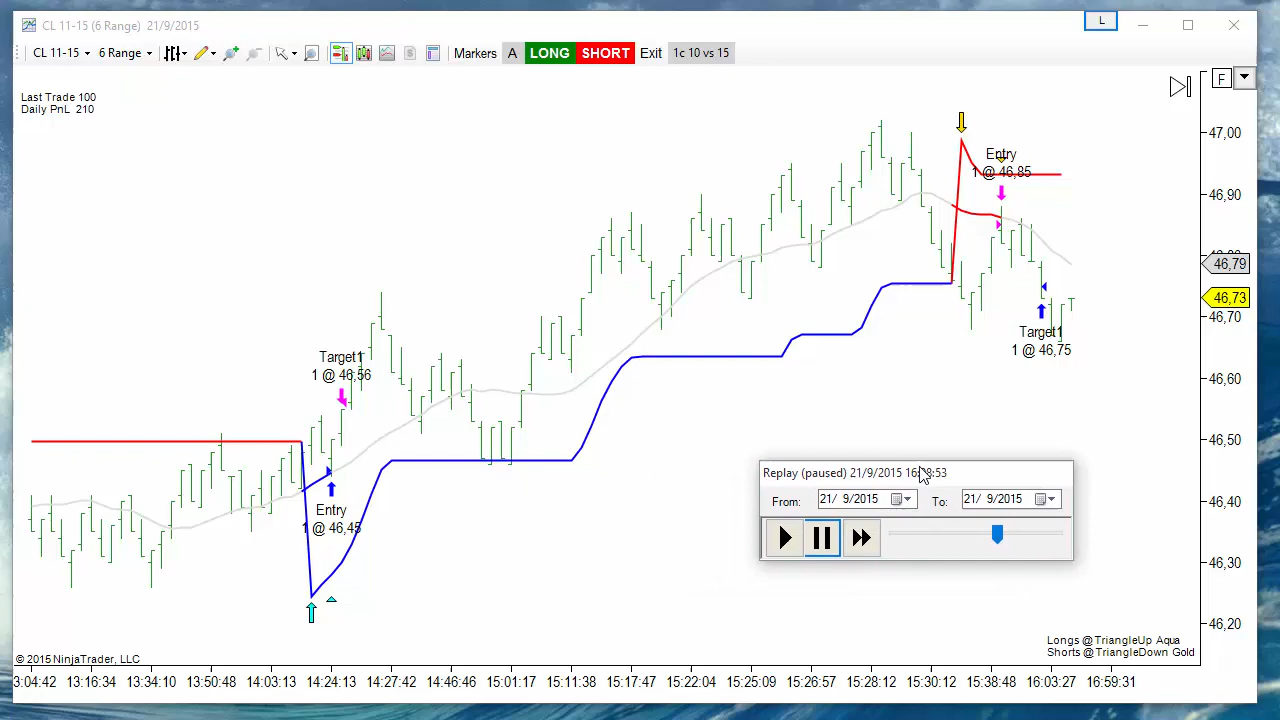 CL 11-15 (6 Range)  21/9/2015
L
CL 11-15 6 Range Markers A LONG SHORT Exit 1c 10 vs 15
F
Last Trade 100
Daily PnL 210
47,00
46,90
46,79
46,73
46,70
46,60
46,50
46,40
46,30
46,20
Entry
1 @ 46,85
Target1
1 @ 46,75
Target1
1 @ 46,56
Entry
1 @ 46,45
Replay (paused) 21/9/2015
From: 21/ 9/2015 To: 21/ 9/2015
Longs @TriangleUp Aqua
Shorts @TriangleDown Gold
© 2015 NinjaTrader, LLC
3:04:42 13:16:34 13:34:10 13:50:48 14:03:13 14:24:13 14:27:42 14:46:46 15:01:17 15:11:38 15:17:47 15:22:04 15:25:09 15:26:57 15:29:12 15:30:12 15:38:48 16:03:27 16:59:31